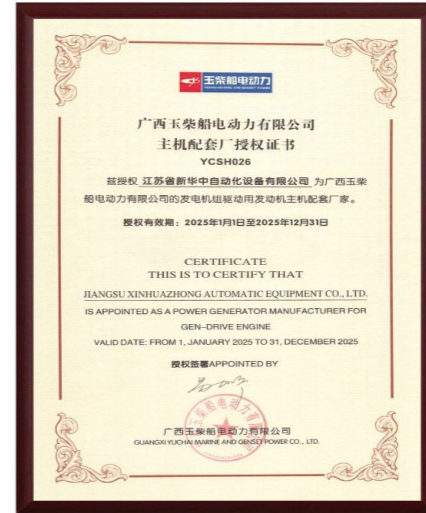 玉柴船电动力
广西玉柴船电动力有限公司
主机配套厂授权证书
YCSH026
兹授权 江苏省新华中自动化设备有限公司 为广西玉柴
船电动力有限公司的发电机组驱动用发动机主机配套厂家。
授权有效期：2025年1月1日至2025年12月31日
CERTIFICATE
THIS IS TO CERTIFY THAT
JIANGSU XINHUAZHONG AUTOMATIC EQUIPMENT CO., LTD.
IS APPOINTED AS A POWER GENERATOR MANUFACTURER FOR
GEN-DRIVE ENGINE
VALID DATE: FROM 1, JANUARY 2025 TO 31, DECEMBER 2025
授权签署APPOINTED BY
广西玉柴船电动力有限公司
GUANGXI YUCHAI MARINE AND GENSET POWER CO., LTD.